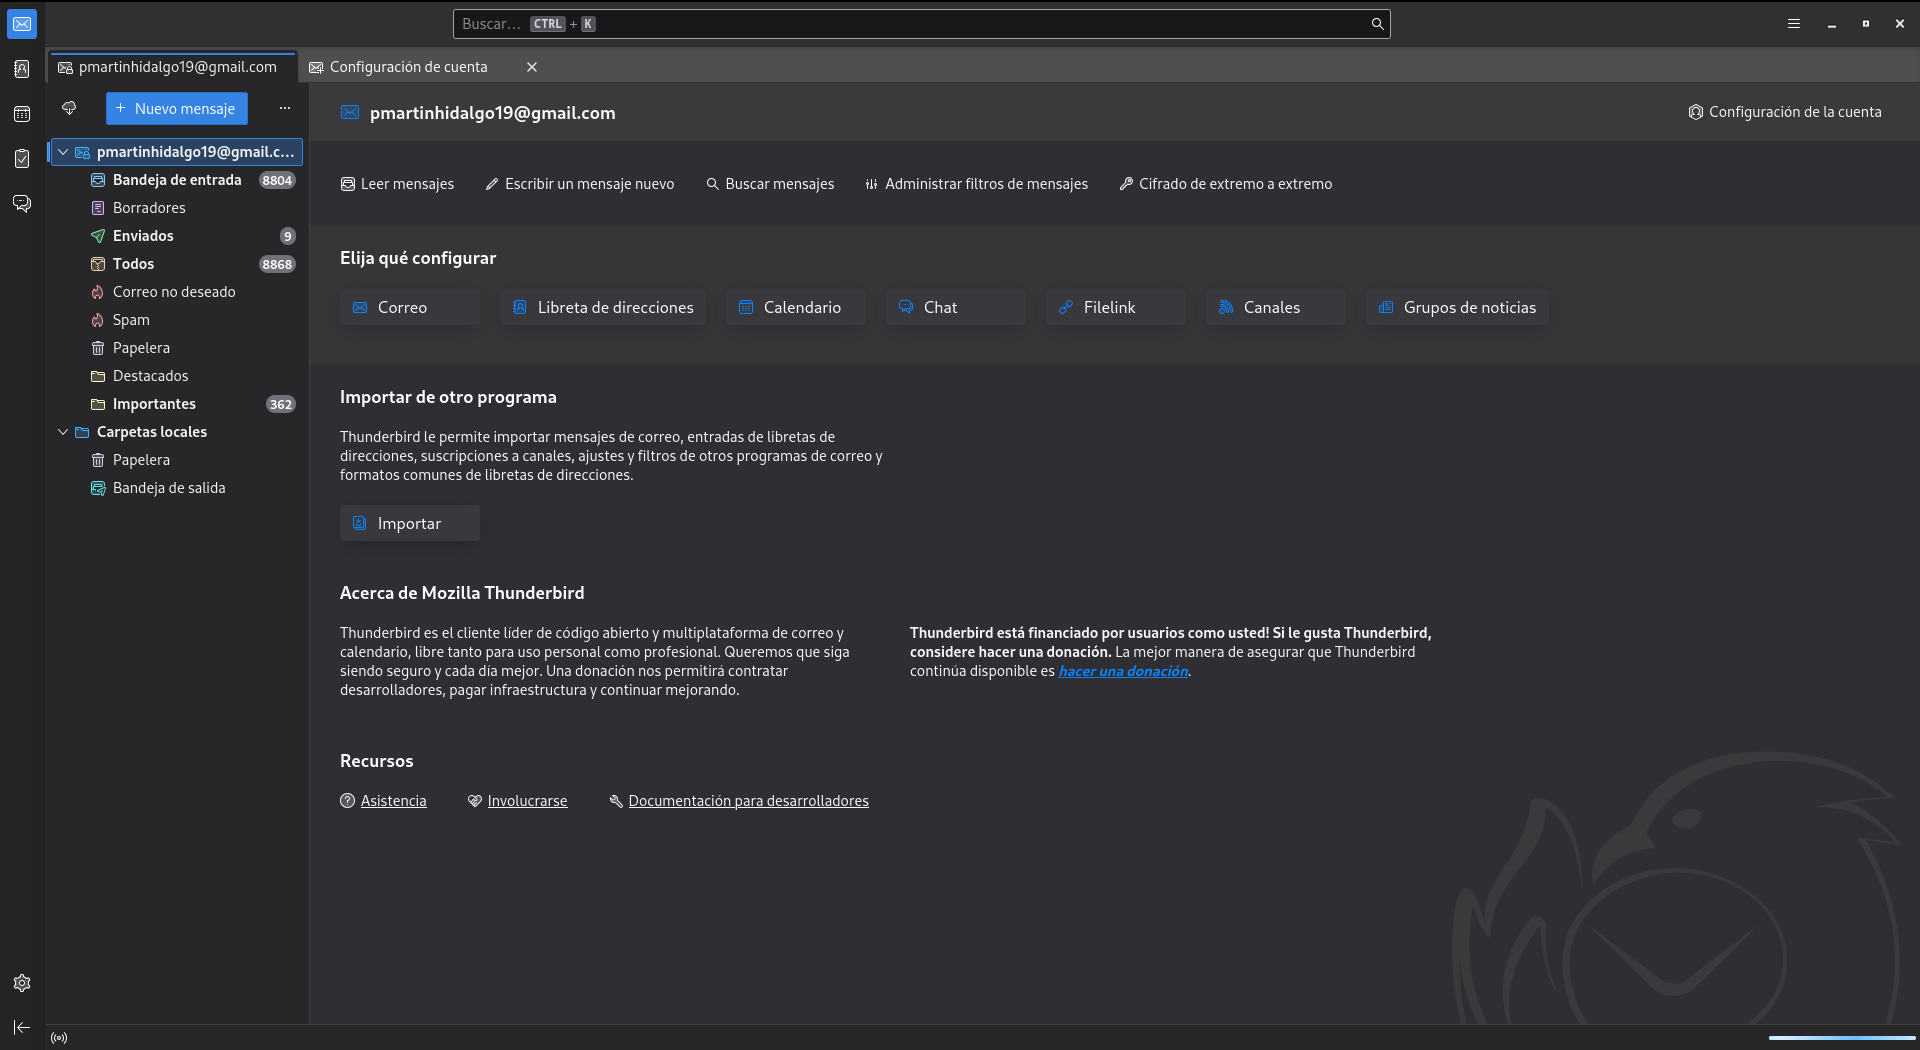 Buscar... CTRL + K
pmartinhidalgo19@gmail.com
Configuración de cuenta
Nuevo mensaje
pmartinhidalgo19@gmail.c...
Bandeja de entrada 8804
Borradores
Enviados 9
Todos 8868
Correo no deseado
Spam
Papelera
Destacados
Importantes 362
Carpetas locales
Papelera
Bandeja de salida
pmartinhidalgo19@gmail.com
Configuración de la cuenta
Leer mensajes
Escribir un mensaje nuevo
Buscar mensajes
Administrar filtros de mensajes
Cifrado de extremo a extremo
Elija qué configurar
Correo
Libreta de direcciones
Calendario
Chat
Filelink
Canales
Grupos de noticias
Importar de otro programa
Thunderbird le permite importar mensajes de correo, entradas de libretas de
direcciones, suscripciones a canales, ajustes y filtros de otros programas de correo y
formatos comunes de libretas de direcciones.
Importar
Acerca de Mozilla Thunderbird
Thunderbird es el cliente líder de código abierto y multiplataforma de correo y
calendario, libre tanto para uso personal como profesional. Queremos que siga
siendo seguro y cada día mejor. Una donación nos permitirá contratar
desarrolladores, pagar infraestructura y continuar mejorando.
Thunderbird está financiado por usuarios como usted! Si le gusta Thunderbird,
considere hacer una donación. La mejor manera de asegurar que Thunderbird
continúa disponible es hacer una donación.
Recursos
Asistencia
Involucrarse
Documentación para desarrolladores